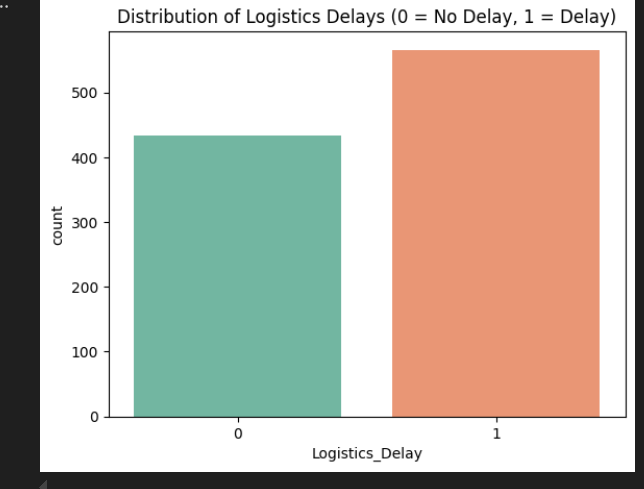 Distribution of Logistics Delays (0 = No Delay, 1 = Delay)
500
400
300
200
100
0
count
0 1
Logistics_Delay